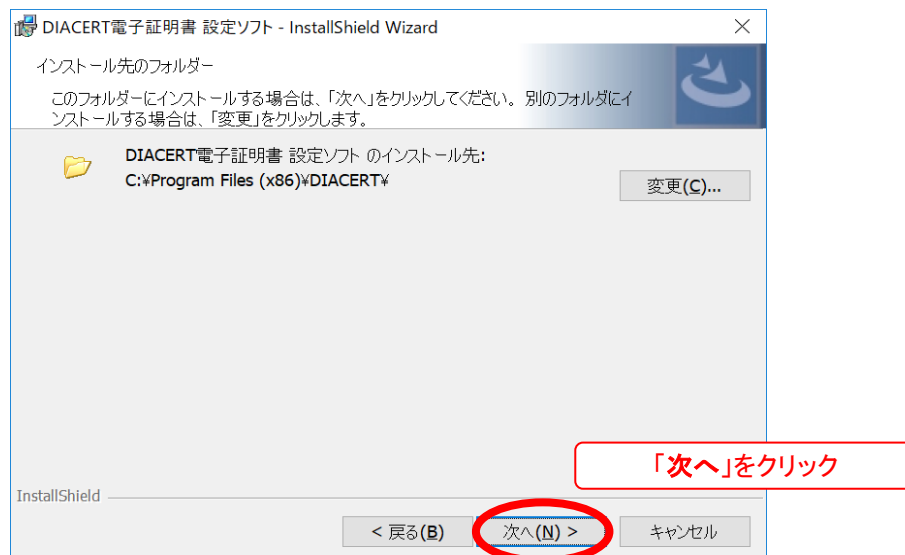 DIACERT電子証明書 設定ソフト - InstallShield Wizard
インストール先のフォルダー
このフォルダーにインストールする場合は、「次へ」をクリックしてください。別のフォルダにイ
ンストールする場合は、「変更」をクリックします。
DIACERT電子証明書 設定ソフト のインストール先:
C:¥Program Files (x86)¥DIACERT¥
変更(C)...
「次へ」をクリック
InstallShield
< 戻る(B)
次へ(N) >
キャンセル